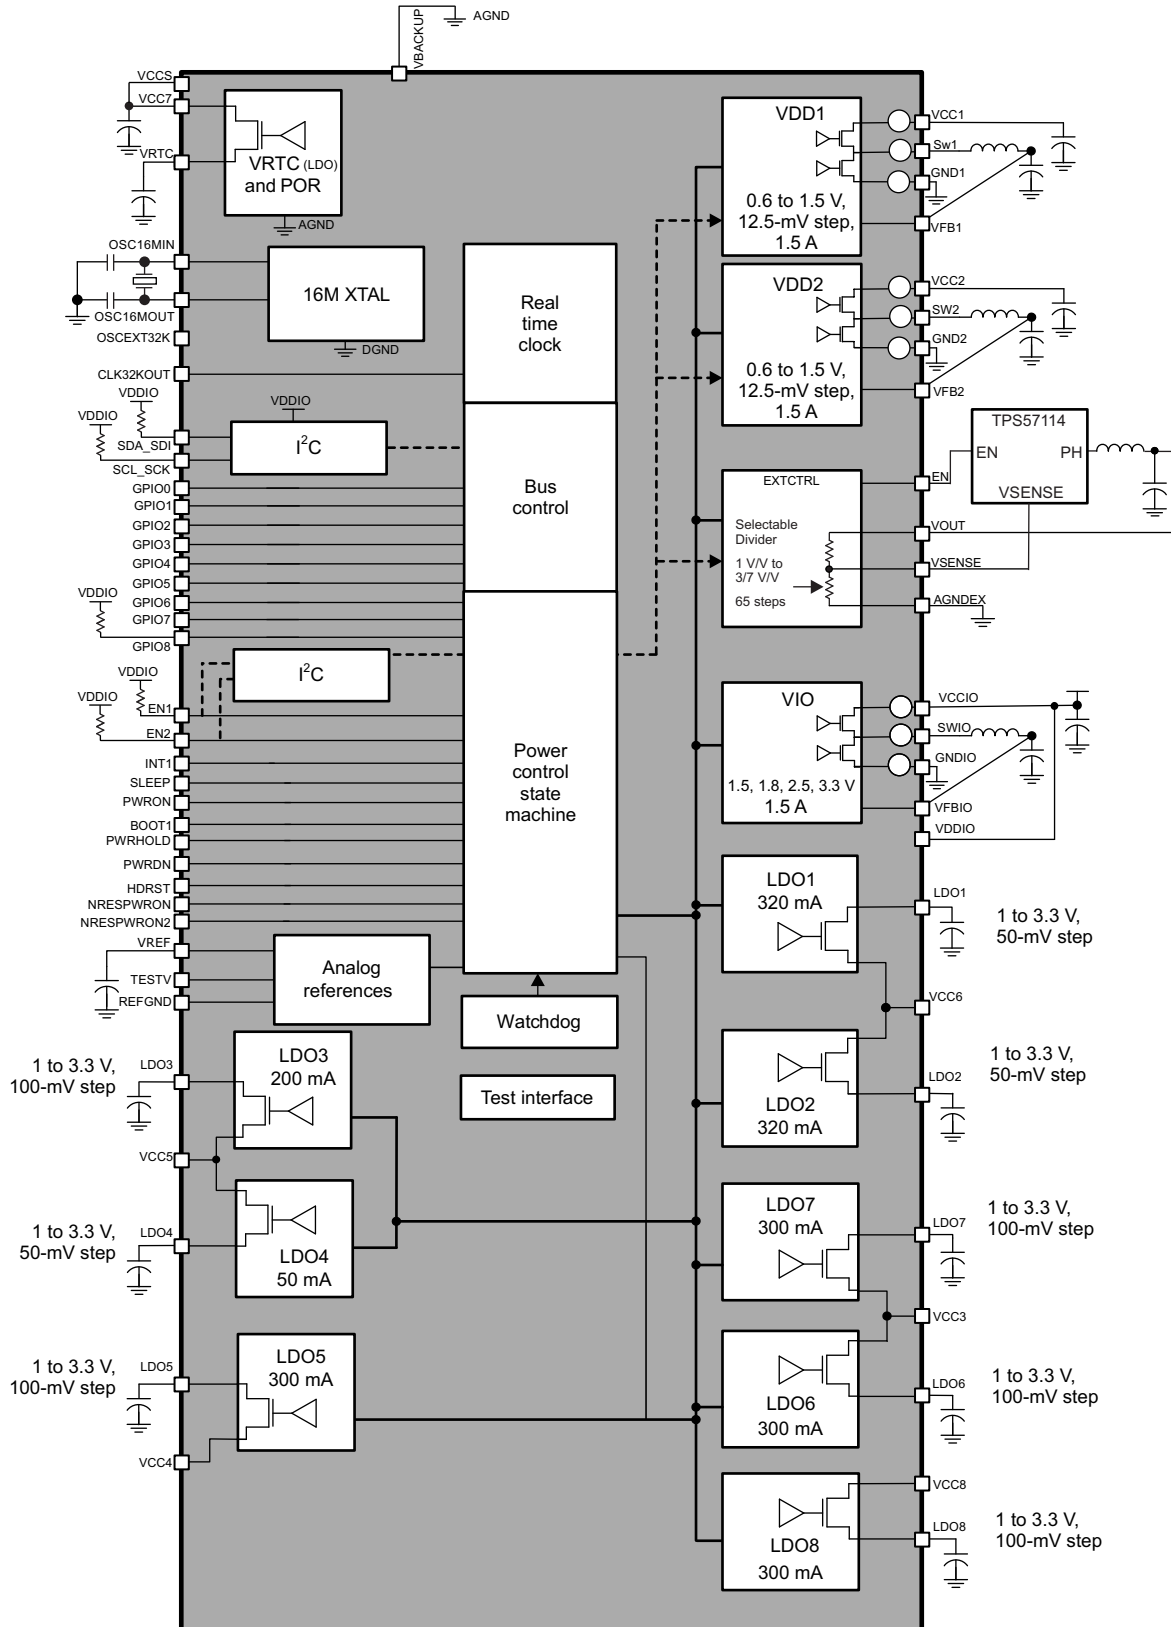 VBACKUP
AGND
VCCS
VCC7
VRTC
VRTC (LDO)
and POR
AGND
OSC16MIN
OSC16MOUT
16M XTAL
DGND
OSCEXT32K
CLK32KOUT
VDDIO
VDDIO
VDDIO
SDA_SDI
SCL_SCK
I²C
GPIO0
GPIO1
GPIO2
GPIO3
GPIO4
GPIO5
GPIO6
GPIO7
GPIO8
VDDIO
I²C
VDDIO
VDDIO
EN1
EN2
INT1
SLEEP
PWRON
BOOT1
PWRHOLD
PWRDN
HDRST
NRESPWRON
NRESPWRON2
VREF
TESTV
REFGND
Analog
references
Real
time
clock
Bus
control
Power
control
state
machine
Watchdog
Test interface
1 to 3.3 V,
100-mV step
LDO3
LDO3
200 mA
VCC5
1 to 3.3 V,
50-mV step
LDO4
LDO4
50 mA
1 to 3.3 V,
100-mV step
LDO5
LDO5
300 mA
VCC4
VDD1
0.6 to 1.5 V,
12.5-mV step,
1.5 A
VCC1
Sw1
GND1
VFB1
VDD2
0.6 to 1.5 V,
12.5-mV step,
1.5 A
VCC2
SW2
GND2
VFB2
EXTCTRL
Selectable
Divider
1 V/V to
3/7 V/V
65 steps
EN
VOUT
VSENSE
AGNDEX
TPS57114
EN
PH
VSENSE
VIO
1.5, 1.8, 2.5, 3.3 V
1.5 A
VCCIO
SWIO
GNDIO
VFBIO
VDDIO
LDO1
320 mA
LDO1
1 to 3.3 V,
50-mV step
VCC6
LDO2
320 mA
LDO2
1 to 3.3 V,
50-mV step
LDO7
300 mA
LDO7
1 to 3.3 V,
100-mV step
VCC3
LDO6
300 mA
LDO6
1 to 3.3 V,
100-mV step
VCC8
LDO8
300 mA
LDO8
1 to 3.3 V,
100-mV step